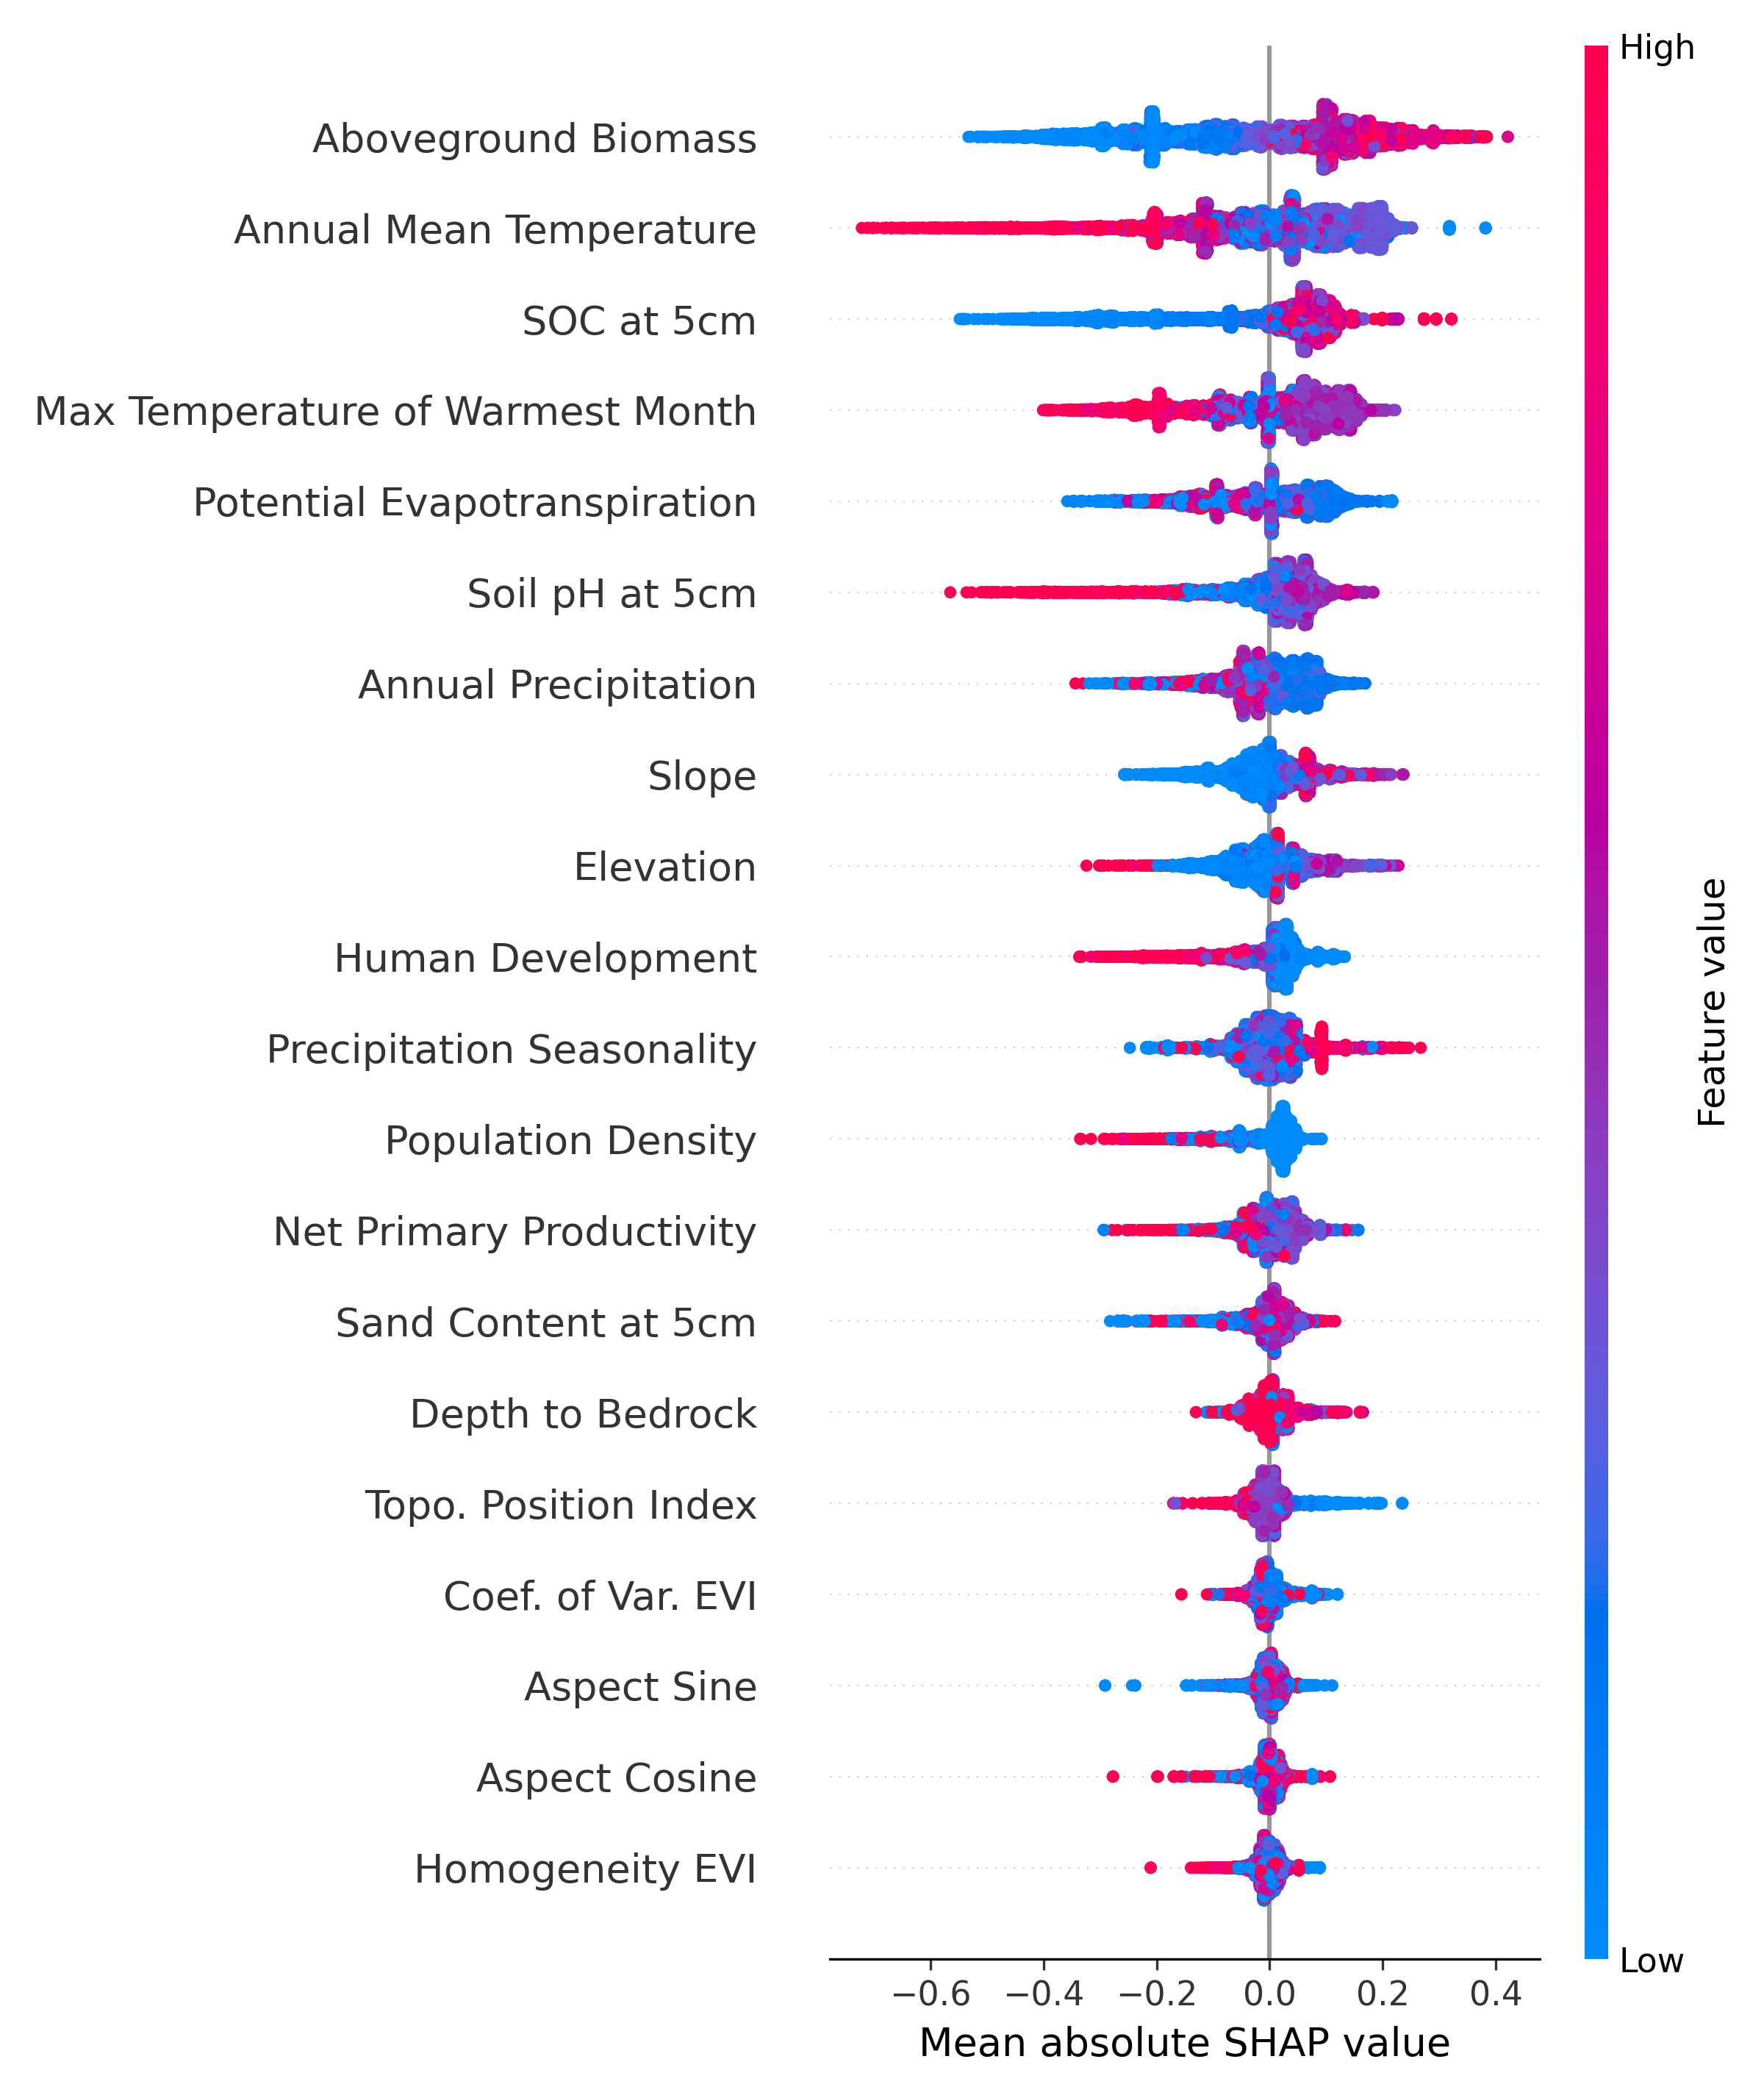 High
Aboveground Biomass
Annual Mean Temperature
SOC at 5cm
Max Temperature of Warmest Month
Potential Evapotranspiration
Soil pH at 5cm
Annual Precipitation
Slope
Elevation
Human Development
Precipitation Seasonality
Population Density
Net Primary Productivity
Sand Content at 5cm
Depth to Bedrock
Topo. Position Index
Coef. of Var. EVI
Aspect Sine
Aspect Cosine
Homogeneity EVI
Feature value
Low
−0.6 −0.4 −0.2 0.0 0.2 0.4
Mean absolute SHAP value